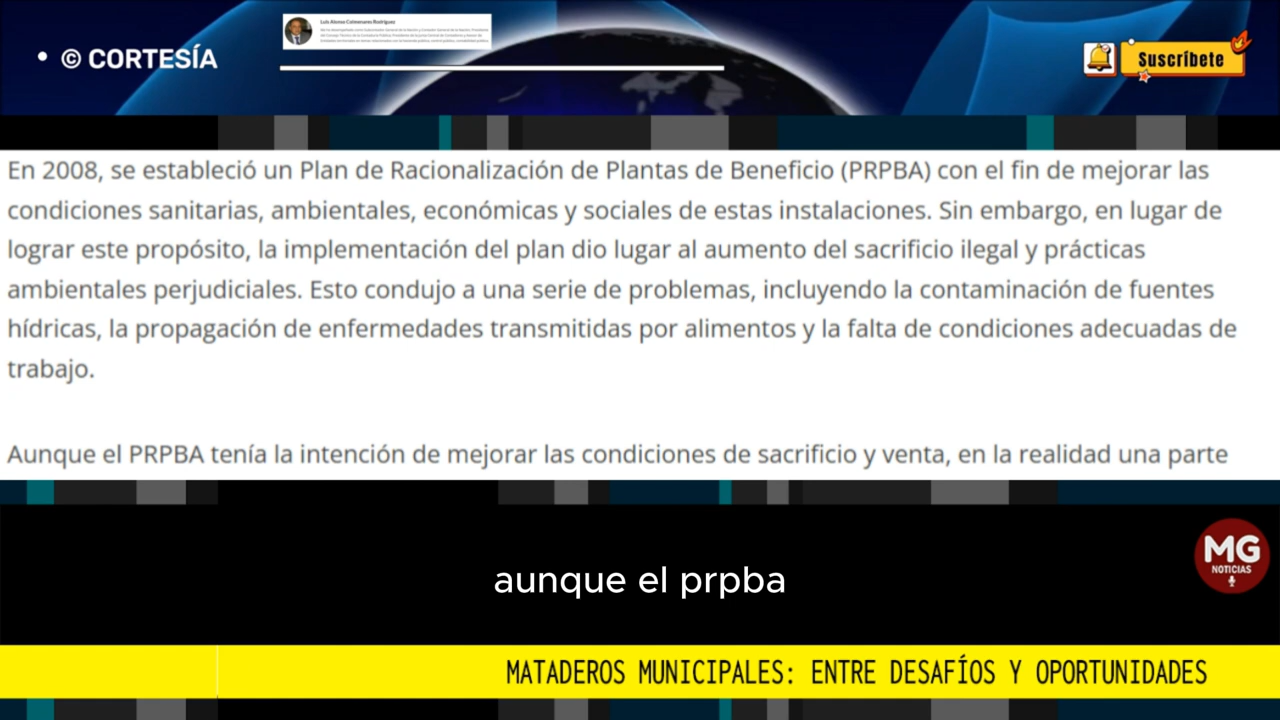 • © CORTESÍA
Luis Alonso Colmenares Rodríguez
Suscríbete
En 2008, se estableció un Plan de Racionalización de Plantas de Beneficio (PRPBA) con el fin de mejorar las
condiciones sanitarias, ambientales, económicas y sociales de estas instalaciones. Sin embargo, en lugar de
lograr este propósito, la implementación del plan dio lugar al aumento del sacrificio ilegal y prácticas
ambientales perjudiciales. Esto condujo a una serie de problemas, incluyendo la contaminación de fuentes
hídricas, la propagación de enfermedades transmitidas por alimentos y la falta de condiciones adecuadas de
trabajo.
Aunque el PRPBA tenía la intención de mejorar las condiciones de sacrificio y venta, en la realidad una parte
MG
NOTICIAS
aunque el prpba
MATADEROS MUNICIPALES: ENTRE DESAFÍOS Y OPORTUNIDADES